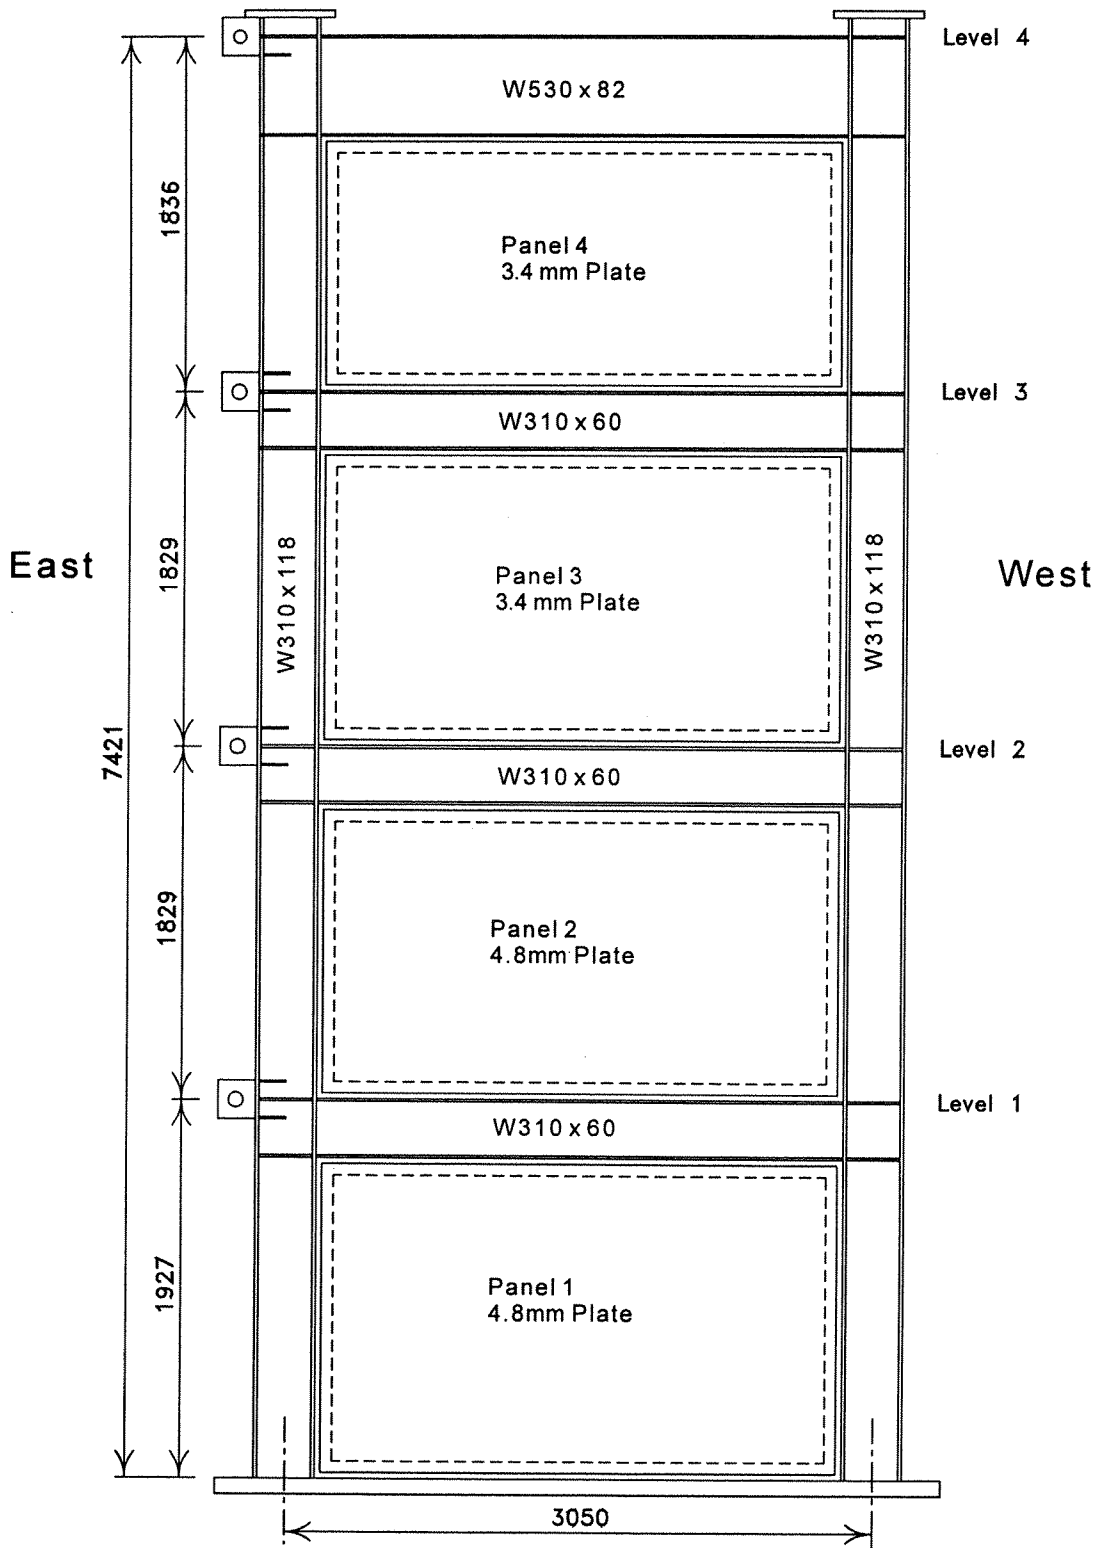 Level 4
W530 x 82
1836
Panel 4
3.4 mm Plate
Level 3
W310 x 60
East
1829
W310 x 118
Panel 3
3.4 mm Plate
W310 x 118
West
7421
Level 2
W310 x 60
1829
Panel 2
4.8mm Plate
Level 1
W310 x 60
1927
Panel 1
4.8mm Plate
3050